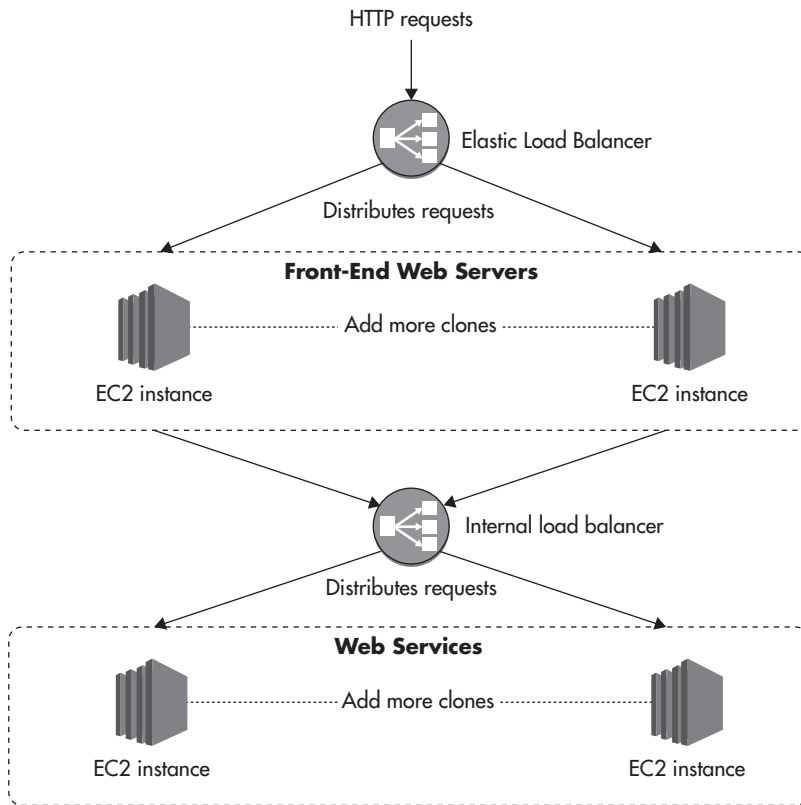 HTTP requests
Elastic Load Balancer
Distributes requests
Front-End Web Servers
Add more clones
EC2 instance
EC2 instance
Internal load balancer
Distributes requests
Web Services
Add more clones
EC2 instance
EC2 instance